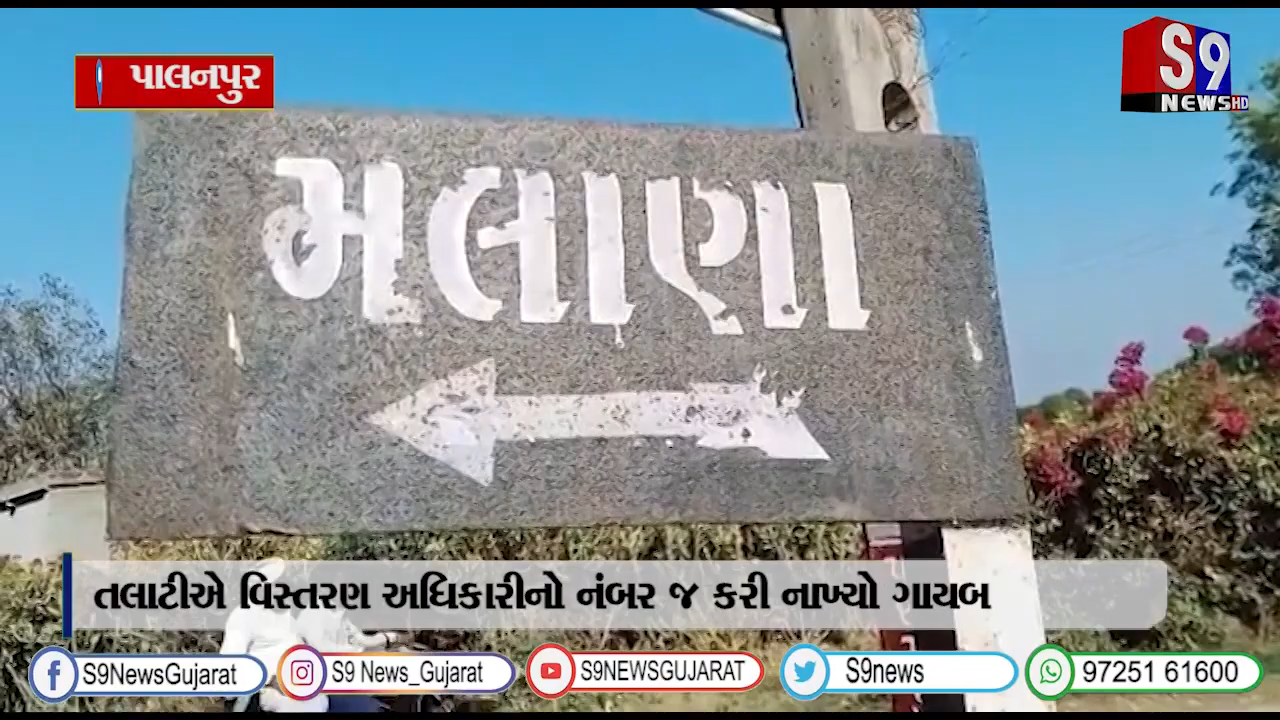 પાલનપુર
S9
NEWS HD
મલાણા
તલાટીએ વિસ્તરણ અધિકારીનો નંબર જ કરી નાખ્યો ગાયબ
S9NewsGujarat
S9 News_Gujarat
S9NEWSGUJARAT
S9news
97251 61600